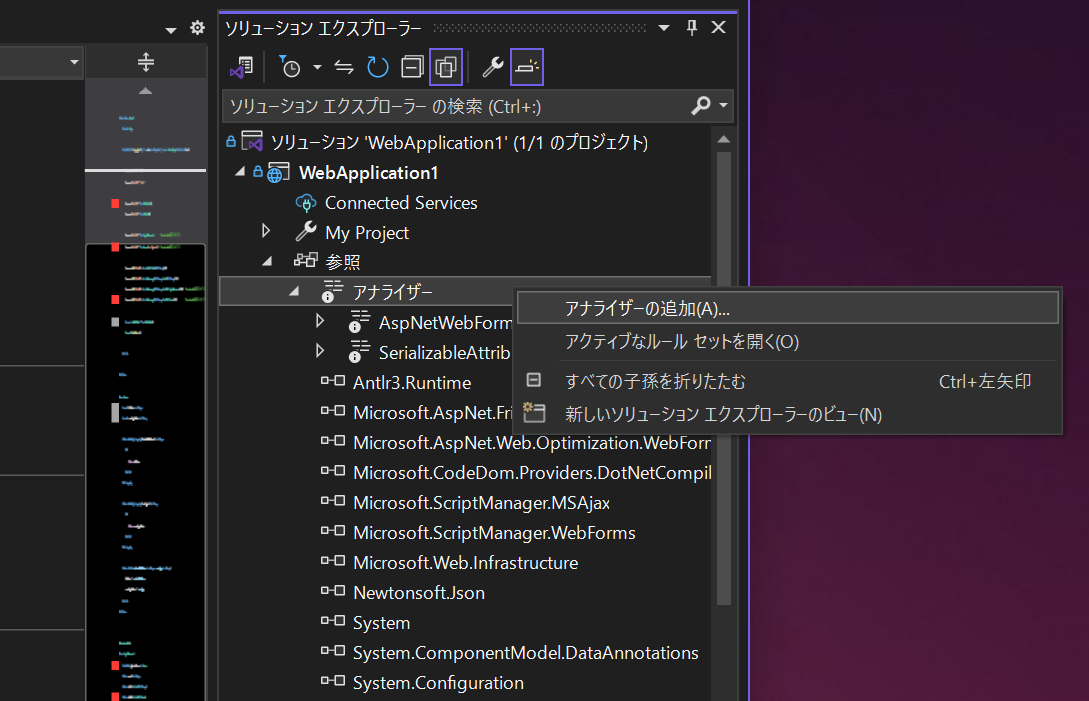 ソリューション エクスプローラー
ソリューション エクスプローラー の検索 (Ctrl+:)
ソリューション 'WebApplication1' (1/1 のプロジェクト)
WebApplication1
Connected Services
My Project
参照
アナライザー
アナライザーの追加(A)...
AspNetWebForm
アクティブなルール セットを開く(O)
SerializableAttrib
Antlr3.Runtime
すべての子孫を折りたたむ Ctrl+左矢印
Microsoft.AspNet.Fri
新しいソリューション エクスプローラーのビュー(N)
Microsoft.AspNet.Web.Optimization.WebForm
Microsoft.CodeDom.Providers.DotNetCompil
Microsoft.ScriptManager.MSAjax
Microsoft.ScriptManager.WebForms
Microsoft.Web.Infrastructure
Newtonsoft.Json
System
System.ComponentModel.DataAnnotations
System.Configuration